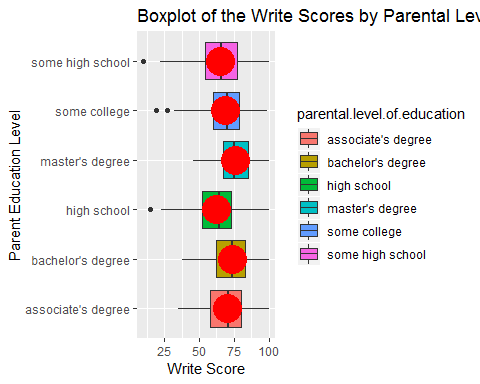 Boxplot of the Write Scores by Parental Lev
some high school
some college
master's degree
high school
bachelor's degree
associate's degree
Parent Education Level
25 50 75 100
Write Score
parental.level.of.education
associate's degree
bachelor's degree
high school
master's degree
some college
some high school